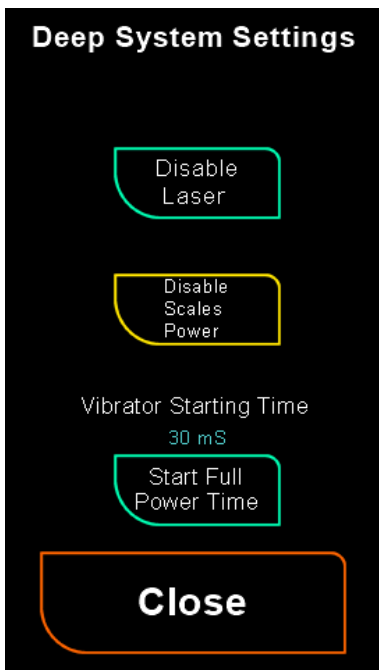 Deep System Settings
Disable
Laser
Disable
Scales
Power
Vibrator Starting Time
30 mS
Start Full
Power Time
Close